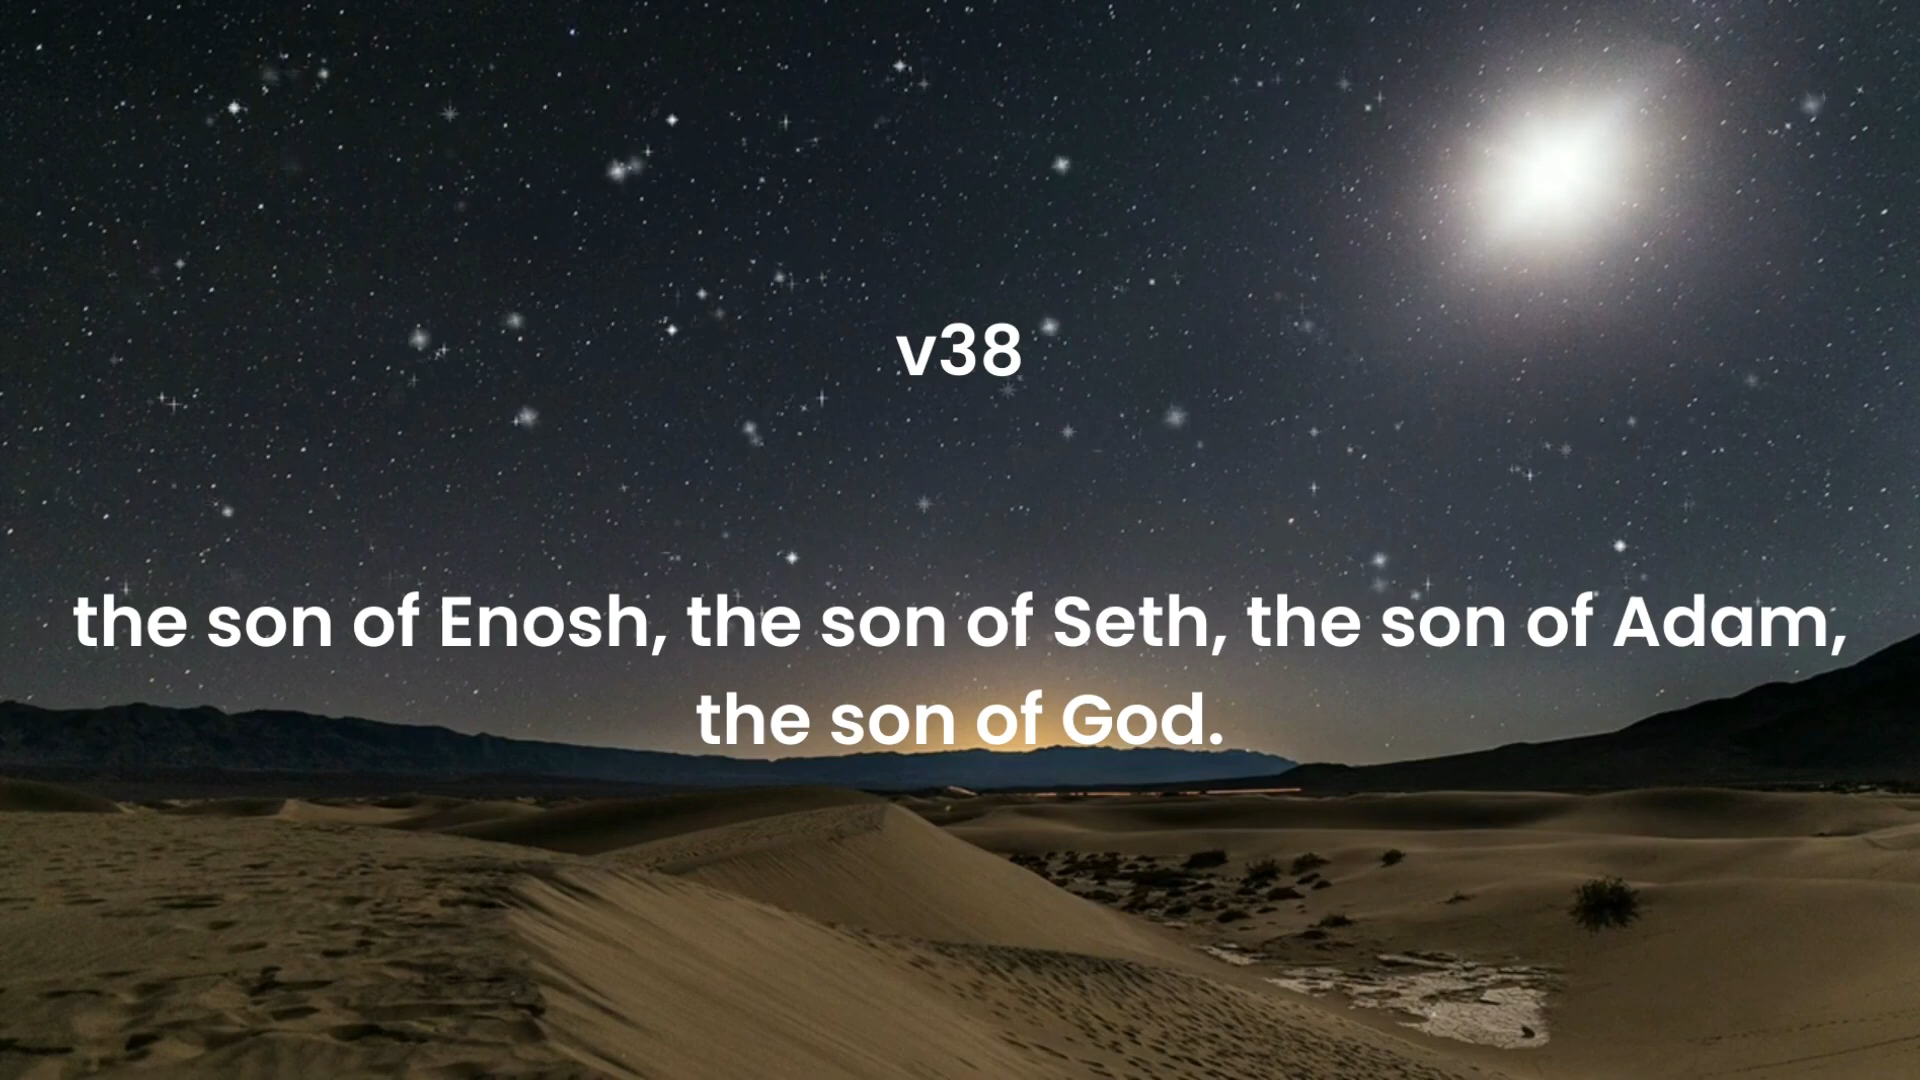 v38
the son of Enosh, the son of Seth, the son of Adam,
the son of God.